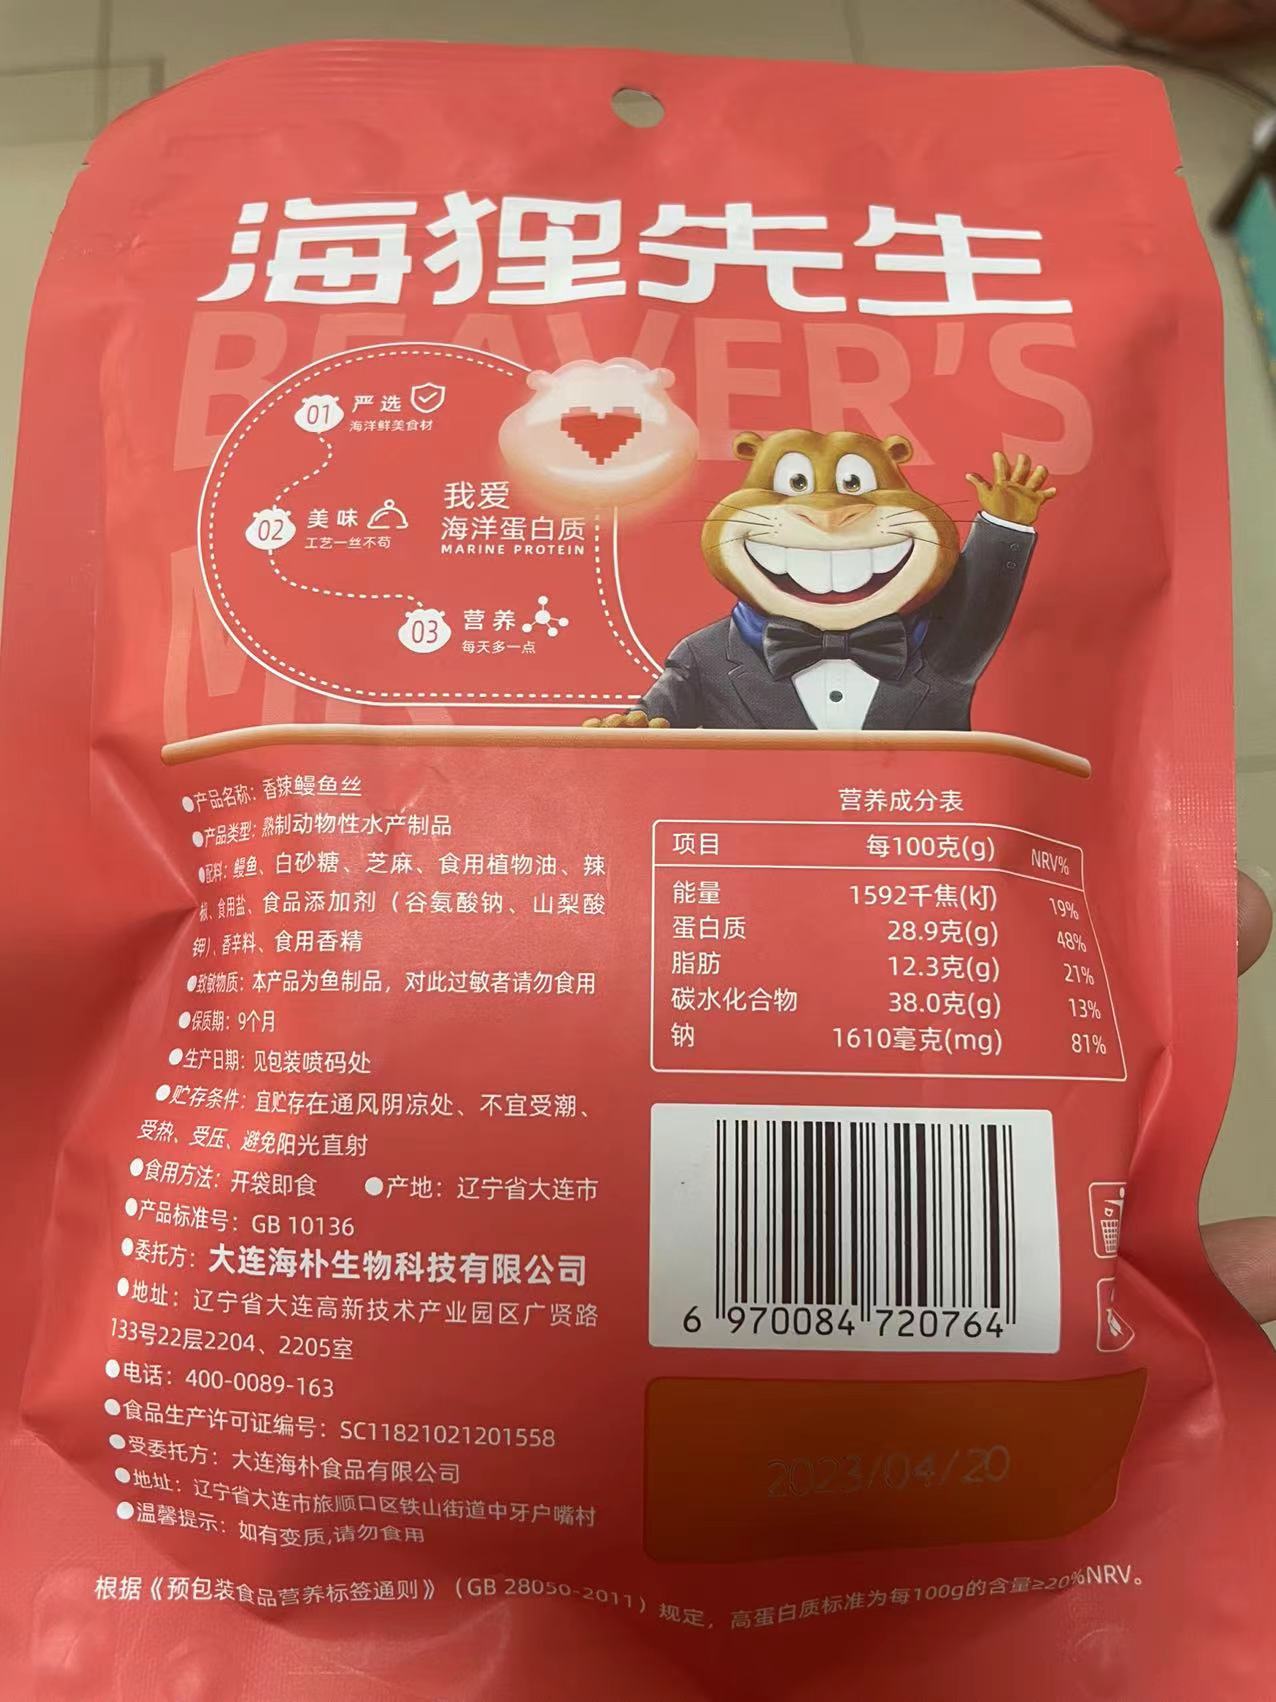 海狸先生
BEAVER'S
MR
01 严选
海洋鲜美食材
02 美味
工艺一丝不苟
我爱
海洋蛋白质
MARINE PROTEIN
03 营养
每天多一点
●产品名称：香辣鳗鱼丝
●产品类型：熟制动物性水产制品
●配料：鳗鱼、白砂糖、芝麻、食用植物油、辣
椒、食用盐、食品添加剂（谷氨酸钠、山梨酸
钾）、香辛料、食用香精
●致敏物质：本产品为鱼制品，对此过敏者请勿食用
●保质期：9个月
●生产日期：见包装喷码处
●贮存条件：宜贮存在通风阴凉处、不宜受潮、
受热、受压、避免阳光直射
●食用方法：开袋即食 ●产地：辽宁省大连市
●产品标准号：GB 10136
●委托方：大连海朴生物科技有限公司
●地址：辽宁省大连高新技术产业园区广贤路
133号22层2204、2205室
●电话：400-0089-163
●食品生产许可证编号：SC11821021201558
●受委托方：大连海朴食品有限公司
●地址：辽宁省大连市旅顺口区铁山街道中牙户嘴村
●温馨提示：如有变质,请勿食用
营养成分表
项目 每100克(g) NRV%
能量 1592千焦(kJ) 19%
蛋白质 28.9克(g) 48%
脂肪 12.3克(g) 21%
碳水化合物 38.0克(g) 13%
钠 1610毫克(mg) 81%
6 970084 720764
2023/04/20
根据《预包装食品营养标签通则》（GB 28050-2011）规定，高蛋白质标准为每100g的含量≥20%NRV。